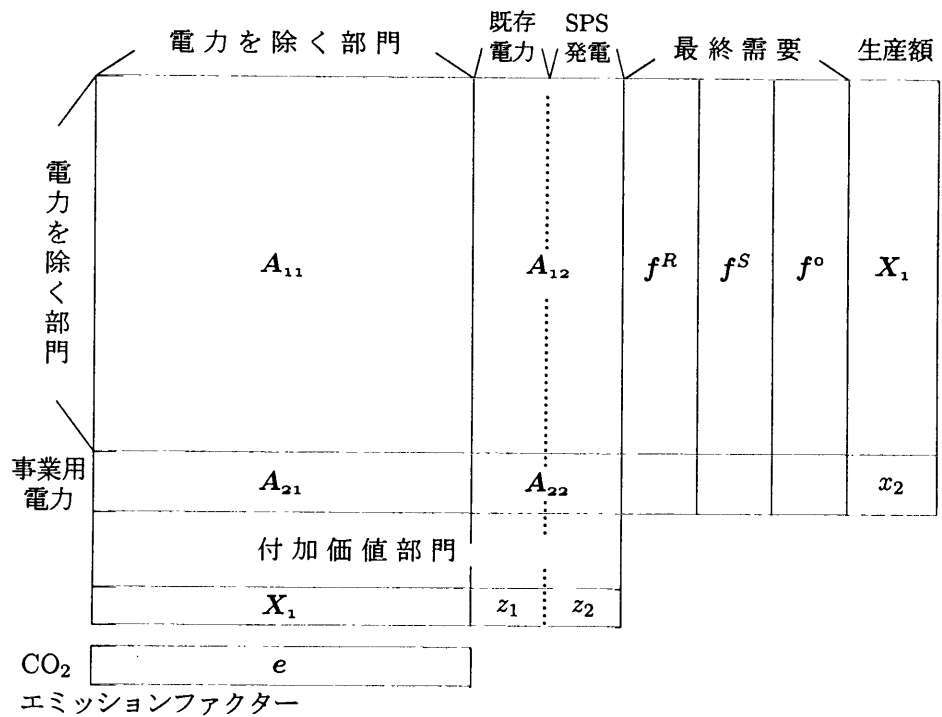 電力を除く部門
既存電力
SPS発電
最終需要
生産額
電力を除く部門
A₁₁
A₁₂
f^R
f^S
f^o
X₁
事業用電力
A₂₁
A₂₂
x₂
付加価値部門
X₁
z₁
z₂
CO₂
e
エミッションファクター